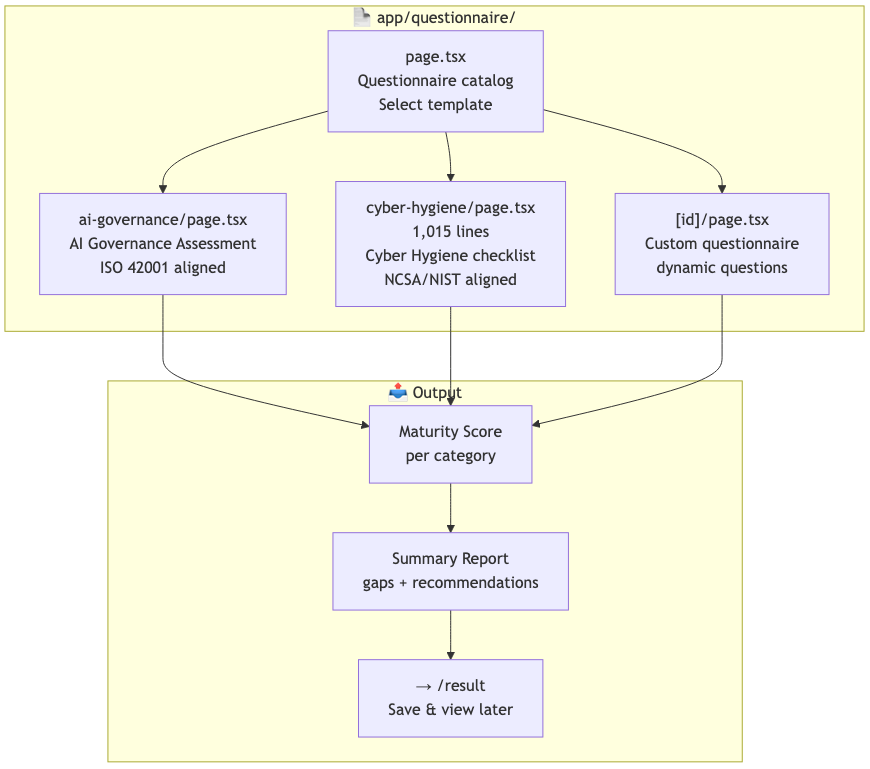 app/questionnaire/
page.tsx
Questionnaire catalog
Select template
ai-governance/page.tsx
AI Governance Assessment
ISO 42001 aligned
cyber-hygiene/page.tsx
1,015 lines
Cyber Hygiene checklist
NCSA/NIST aligned
[id]/page.tsx
Custom questionnaire
dynamic questions
Output
Maturity Score
per category
Summary Report
gaps + recommendations
→ /result
Save & view later